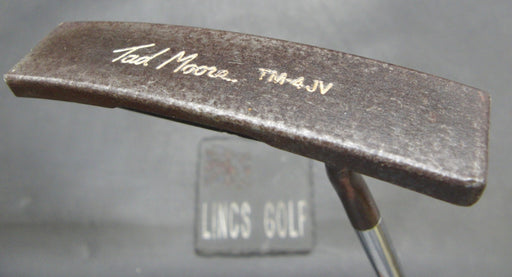 Tad Moore TM-4JV
LINCS GOLF